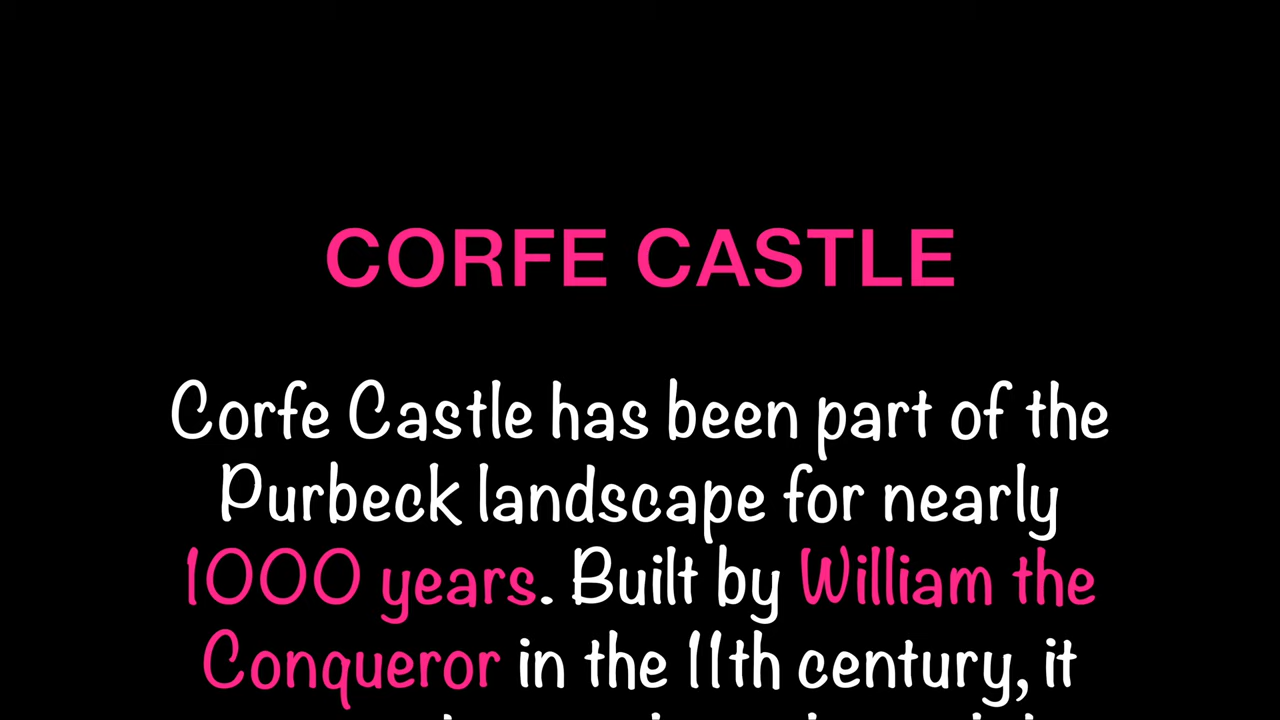 CORFE CASTLE
Corfe Castle has been part of the
Purbeck landscape for nearly
1000 years. Built by William the
Conqueror in the 11th century, it